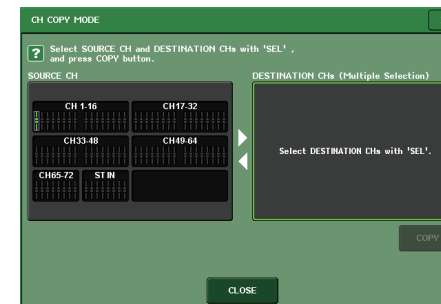 CH COPY MODE
Select SOURCE CH and DESTINATION CHs with 'SEL' ,
and press COPY button.
SOURCE CH
DESTINATION CHs (Multiple Selection)
CH 1-16
CH17-32
CH33-48
CH49-64
CH65-72
ST IN
Select DESTINATION CHs with 'SEL'.
COPY
CLOSE